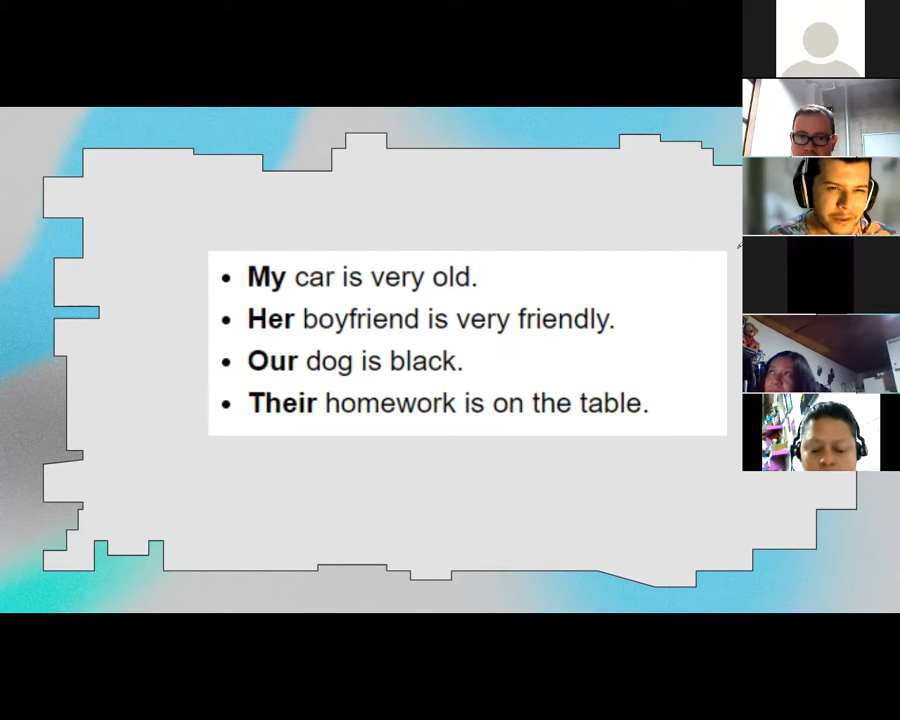 • My car is very old.
• Her boyfriend is very friendly.
• Our dog is black.
• Their homework is on the table.